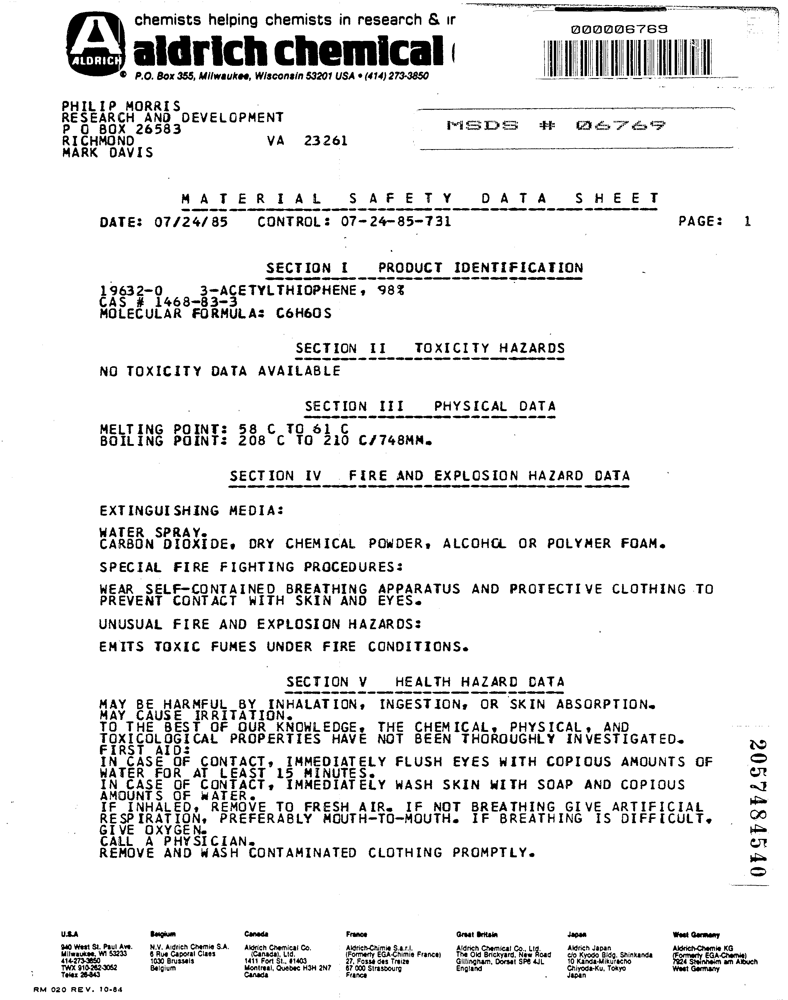 chemists helping chemists in research &
000006769
ALDRICH
aldrich chemical
P.O. Box 355, Milwaukee, Wisconsin 53201 USA • (414) 273-3850
PHILIP MORRIS
RESEARCH AND DEVELOPMENT
P O BOX 26583
RICHMOND VA 23261
MARK DAVIS
MSDS # 06769
MATERIAL SAFETY DATA SHEET
DATE: 07/24/85 CONTROL: 07-24-85-731 PAGE: 1
SECTION I PRODUCT IDENTIFICATION
19632-0 3-ACETYLTHIOPHENE, 98%
CAS # 1468-83-3
MOLECULAR FORMULA: C6H6OS
SECTION II TOXICITY HAZARDS
NO TOXICITY DATA AVAILABLE
SECTION III PHYSICAL DATA
MELTING POINT: 58 C TO 61 C
BOILING POINT: 208 C TO 210 C/748MM.
SECTION IV FIRE AND EXPLOSION HAZARD DATA
EXTINGUISHING MEDIA:
WATER SPRAY.
CARBON DIOXIDE, DRY CHEMICAL POWDER, ALCOHOL OR POLYMER FOAM.
SPECIAL FIRE FIGHTING PROCEDURES:
WEAR SELF-CONTAINED BREATHING APPARATUS AND PROTECTIVE CLOTHING TO
PREVENT CONTACT WITH SKIN AND EYES.
UNUSUAL FIRE AND EXPLOSION HAZARDS:
EMITS TOXIC FUMES UNDER FIRE CONDITIONS.
SECTION V HEALTH HAZARD DATA
MAY BE HARMFUL BY INHALATION, INGESTION, OR SKIN ABSORPTION.
MAY CAUSE IRRITATION.
TO THE BEST OF OUR KNOWLEDGE, THE CHEMICAL, PHYSICAL, AND
TOXICOLOGICAL PROPERTIES HAVE NOT BEEN THOROUGHLY INVESTIGATED.
FIRST AID:
IN CASE OF CONTACT, IMMEDIATELY FLUSH EYES WITH COPIOUS AMOUNTS OF
WATER FOR AT LEAST 15 MINUTES.
IN CASE OF CONTACT, IMMEDIATELY WASH SKIN WITH SOAP AND COPIOUS
AMOUNTS OF WATER.
IF INHALED, REMOVE TO FRESH AIR. IF NOT BREATHING GIVE ARTIFICIAL
RESPIRATION, PREFERABLY MOUTH-TO-MOUTH. IF BREATHING IS DIFFICULT,
GIVE OXYGEN.
CALL A PHYSICIAN.
REMOVE AND WASH CONTAMINATED CLOTHING PROMPTLY.
2057484540
U.S.A
940 West St. Paul Ave.
Milwaukee, WI 53233
414-273-3850
TWX 910-262-3052
Telex 26-843
Belgium
N.V. Aldrich Chemie S.A.
6 Rue Caporal Claes
1030 Brussels
Belgium
Canada
Aldrich Chemical Co.
(Canada), Ltd.
1411 Fort St., #1403
Montreal, Quebec H3H 2N7
Canada
France
Aldrich-Chimie S.a.r.l.
(Formerly EGA-Chimie France)
27, Fossé des Treize
67 000 Strasbourg
France
Great Britain
Aldrich Chemical Co., Ltd.
The Old Brickyard, New Road
Gillingham, Dorset SP8 4JL
England
Japan
Aldrich Japan
c/o Kyodo Bldg. Shinkanda
10 Kanda-Mikuracho
Chiyoda-Ku, Tokyo
Japan
West Germany
Aldrich-Chemie KG
(Formerly EGA-Chemie)
7924 Steinheim am Albuch
West Germany
RM 020 REV. 10-84